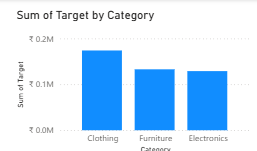 Sum of Target by Category
₹ 0.2M
₹ 0.1M
₹ 0.0M
Sum of Target
Clothing Furniture Electronics
Category